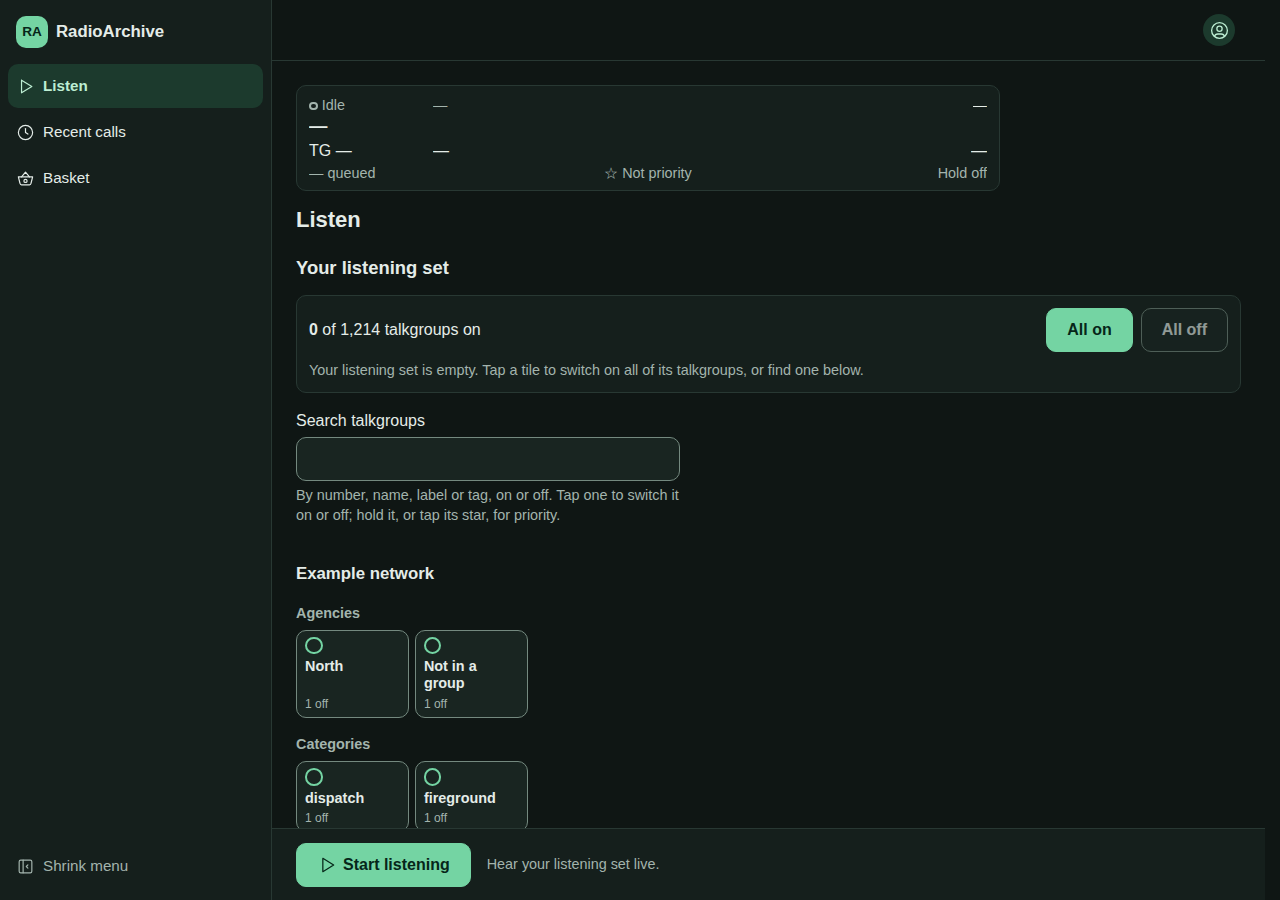 RA RadioArchive
Listen
Recent calls
Basket
Shrink menu
Idle — —
—
TG — — —
— queued ☆ Not priority Hold off
Listen
Your listening set
0 of 1,214 talkgroups on All on All off
Your listening set is empty. Tap a tile to switch on all of its talkgroups, or find one below.
Search talkgroups
By number, name, label or tag, on or off. Tap one to switch it
on or off; hold it, or tap its star, for priority.
Example network
Agencies
North
1 off
Not in a
group
1 off
Categories
dispatch
1 off
fireground
1 off
Start listening Hear your listening set live.